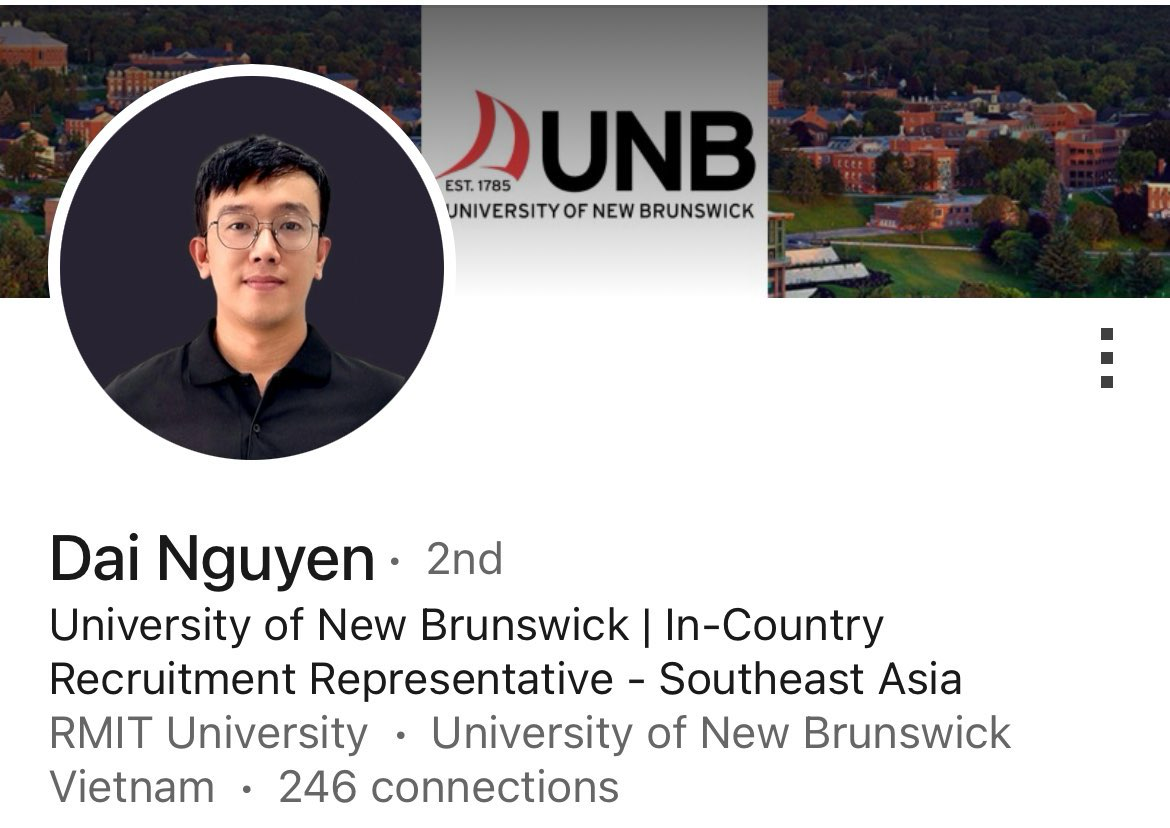 EST. 1785
UNB
UNIVERSITY OF NEW BRUNSWICK
Dai Nguyen · 2nd
University of New Brunswick | In-Country
Recruitment Representative - Southeast Asia
RMIT University · University of New Brunswick
Vietnam · 246 connections